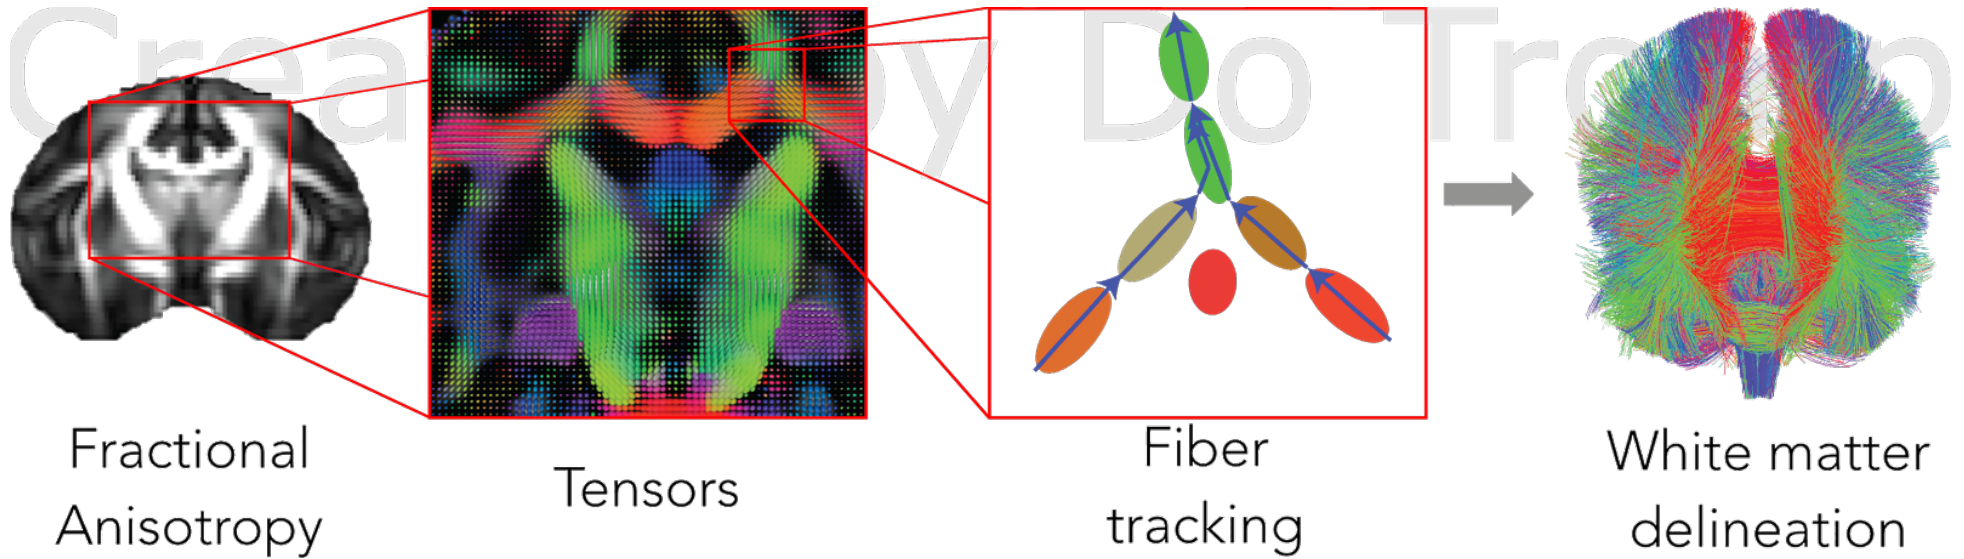 Fractional
Anisotropy
Tensors
Fiber
tracking
White matter
delineation